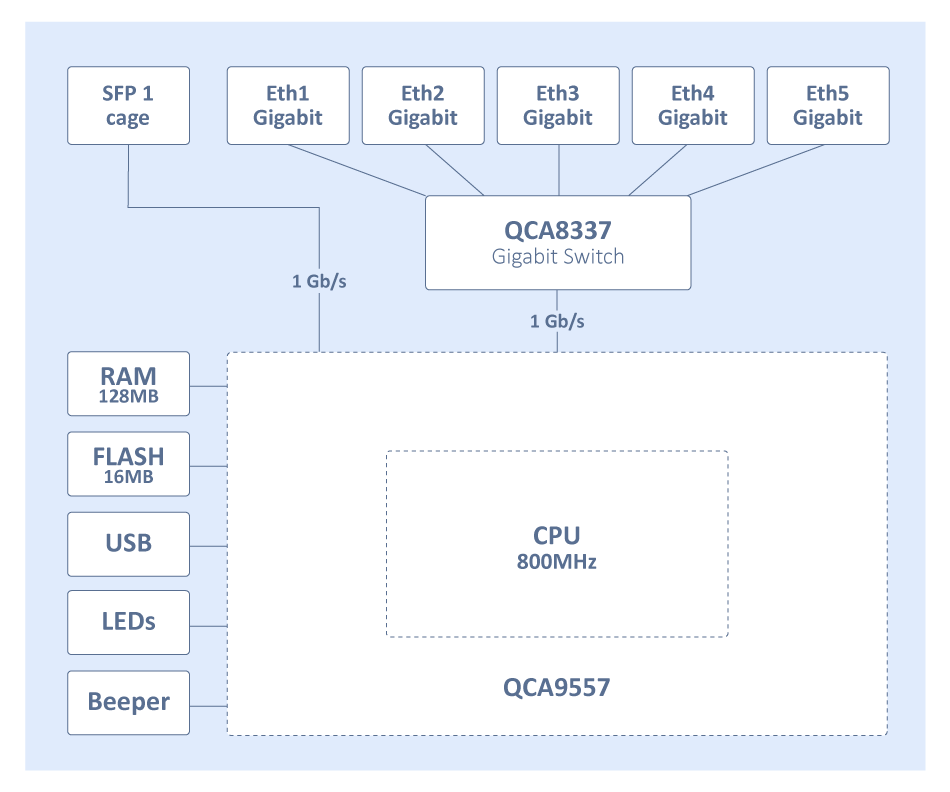 SFP 1
cage
Eth1
Gigabit
Eth2
Gigabit
Eth3
Gigabit
Eth4
Gigabit
Eth5
Gigabit
QCA8337
Gigabit Switch
1 Gb/s
1 Gb/s
RAM
128MB
FLASH
16MB
USB
LEDs
Beeper
CPU
800MHz
QCA9557